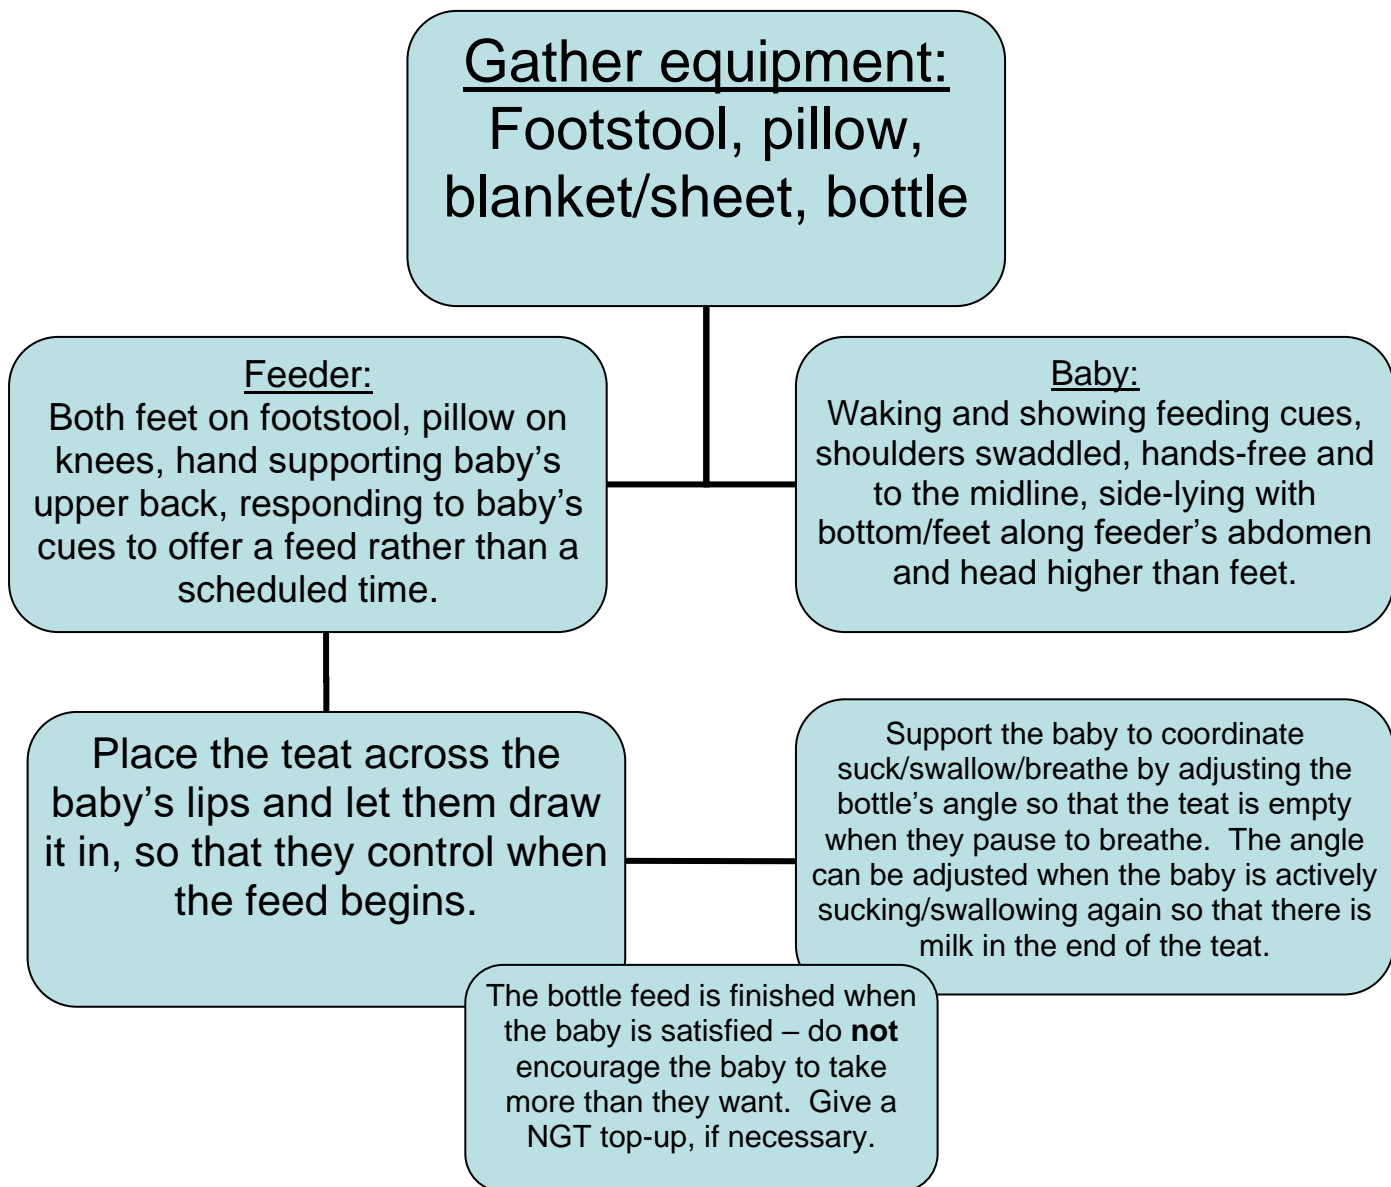 Gather equipment:
Footstool, pillow,
blanket/sheet, bottle
Feeder:
Both feet on footstool, pillow on
knees, hand supporting baby’s
upper back, responding to baby’s
cues to offer a feed rather than a
scheduled time.
Baby:
Waking and showing feeding cues,
shoulders swaddled, hands-free and
to the midline, side-lying with
bottom/feet along feeder’s abdomen
and head higher than feet.
Place the teat across the
baby’s lips and let them draw
it in, so that they control when
the feed begins.
Support the baby to coordinate
suck/swallow/breathe by adjusting the
bottle’s angle so that the teat is empty
when they pause to breathe.  The angle
can be adjusted when the baby is actively
sucking/swallowing again so that there is
milk in the end of the teat.
The bottle feed is finished when
the baby is satisfied – do not
encourage the baby to take
more than they want.  Give a
NGT top-up, if necessary.